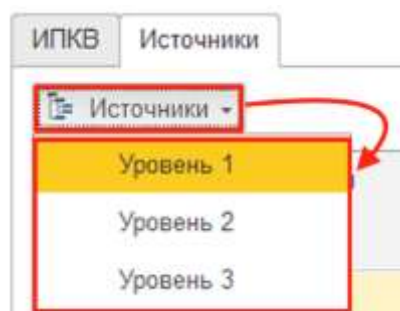 ИПКВ Источники
Источники
Уровень 1
Уровень 2
Уровень 3